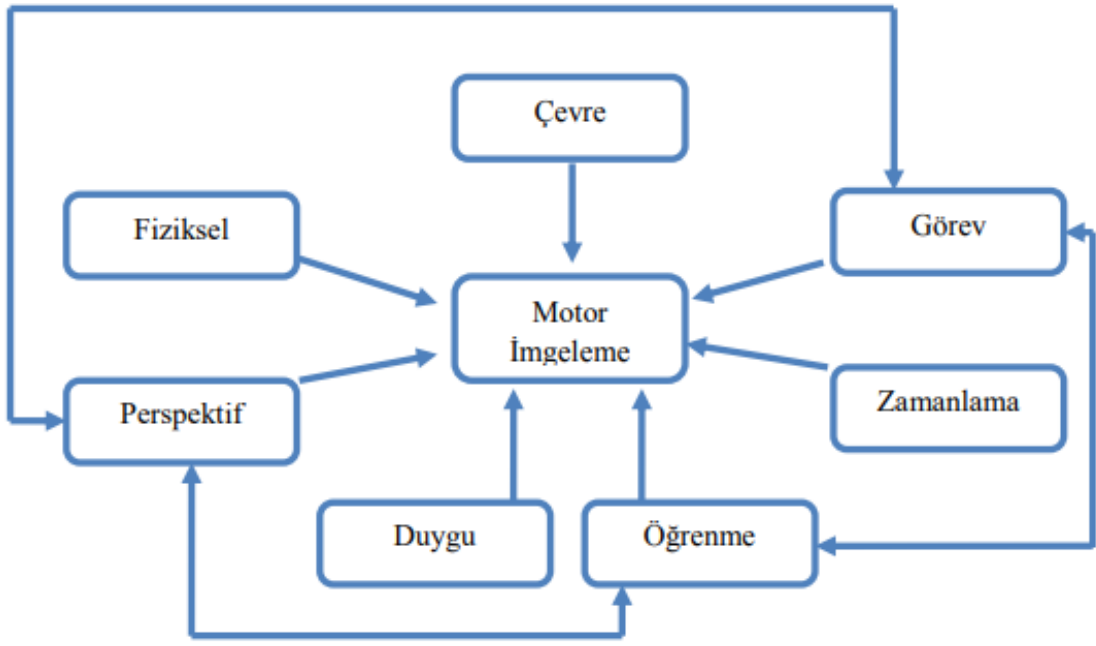 Çevre
Fiziksel
Görev
Motor
İmgeleme
Perspektif
Zamanlama
Duygu
Öğrenme